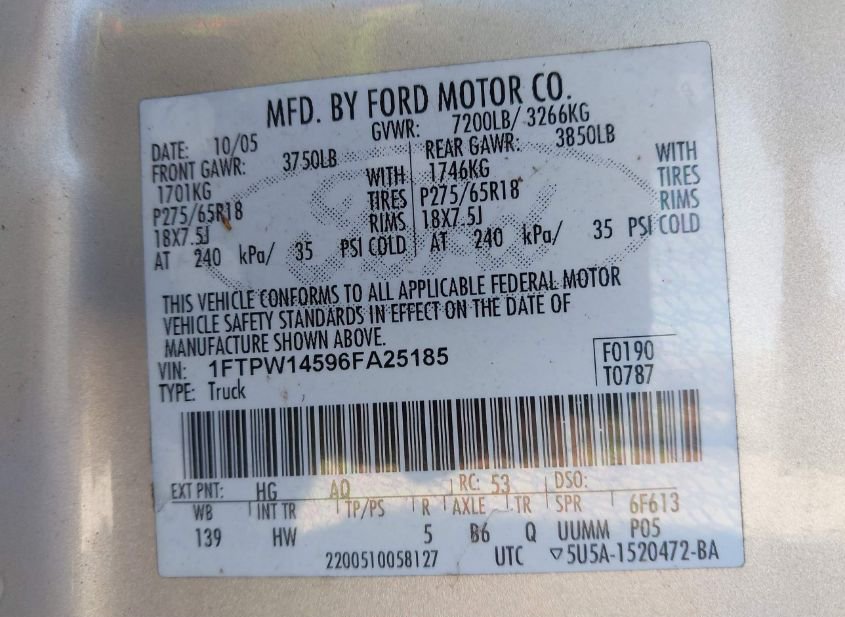 MFD. BY FORD MOTOR CO.
DATE: 10/05 GVWR: 7200LB/ 3266KG
FRONT GAWR: 3750LB REAR GAWR: 3850LB
1701KG WITH 1746KG WITH
P275/65R18 TIRES P275/65R18 TIRES
18X7.5J RIMS 18X7.5J RIMS
AT 240 kPa/ 35 PSI COLD AT 240 kPa/ 35 PSI COLD
THIS VEHICLE CONFORMS TO ALL APPLICABLE FEDERAL MOTOR
VEHICLE SAFETY STANDARDS IN EFFECT ON THE DATE OF
MANUFACTURE SHOWN ABOVE.
VIN: 1FTPW14596FA25185 F0190
TYPE: Truck T0787
EXT PNT: HG AQ RC: 53 DSO:
WB INT TR TP/PS R AXLE TR SPR 6F613
139 HW 5 B6 Q UUMM P05
2200510058127 UTC ▽5U5A-1520472-BA